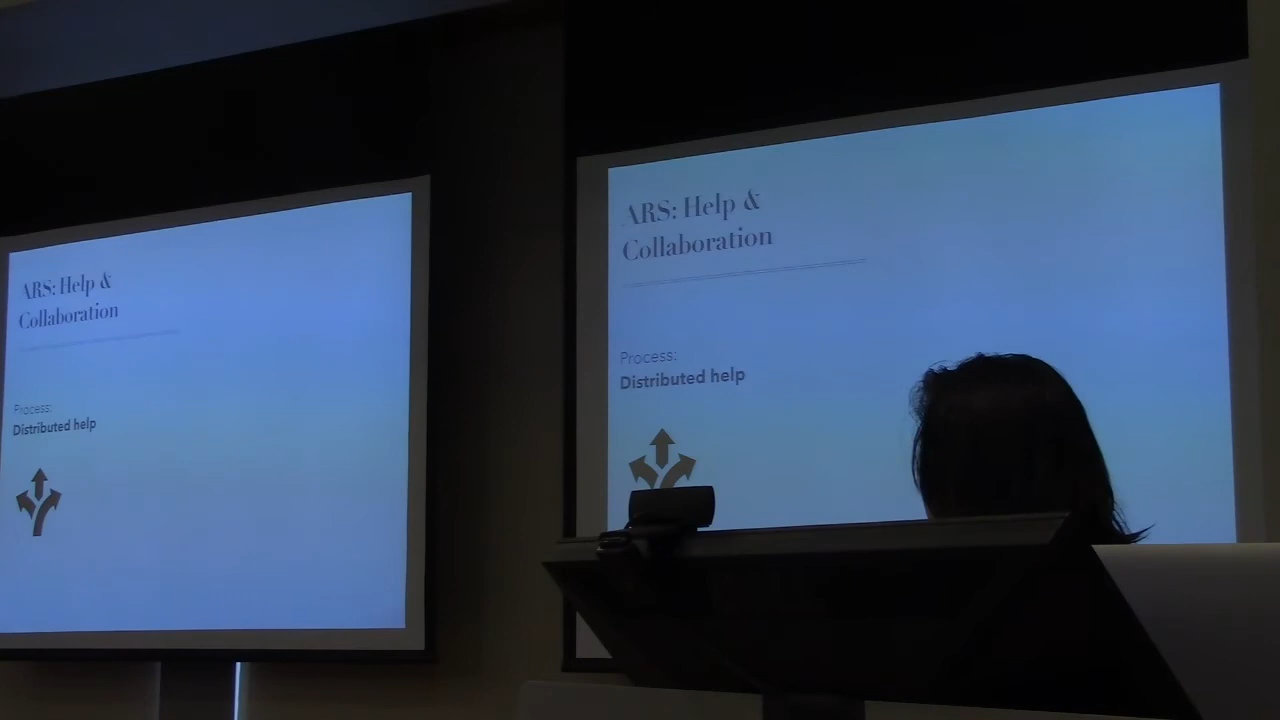 ARS: Help &
Collaboration
Process:
Distributed help
ARS: Help &
Collaboration
Process:
Distributed help